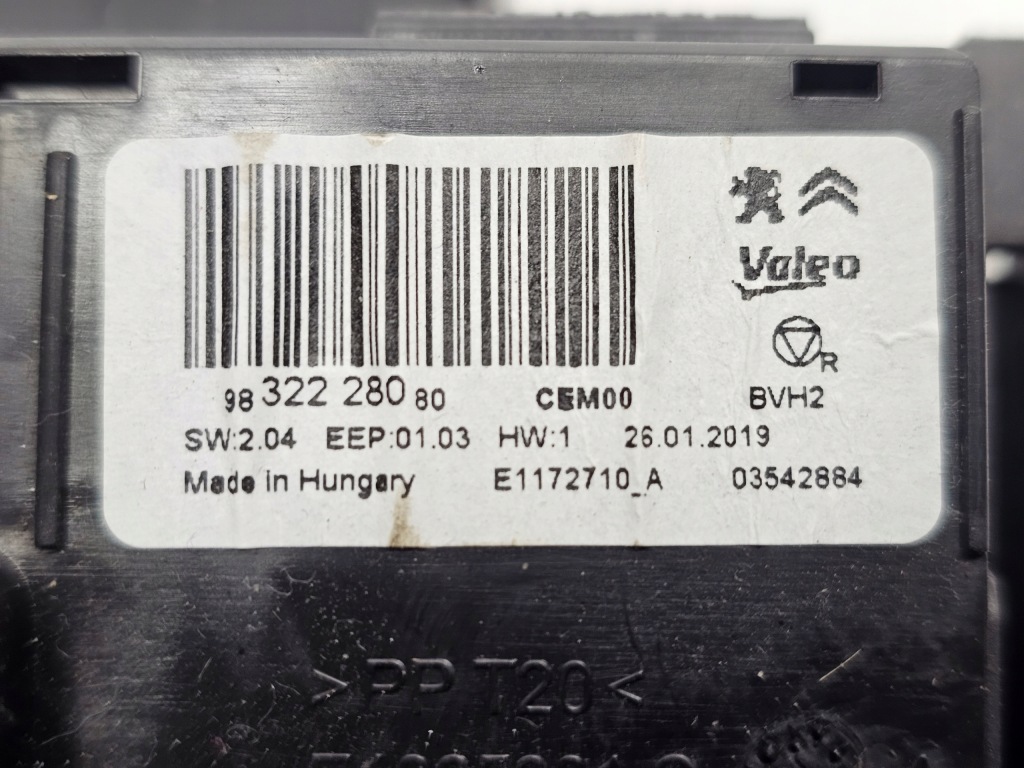 Valeo
R
98 322 280 80 CEM00 BVH2
SW:2.04 EEP:01.03 HW:1 26.01.2019
Made in Hungary E1172710_A 03542884
>PP T20<